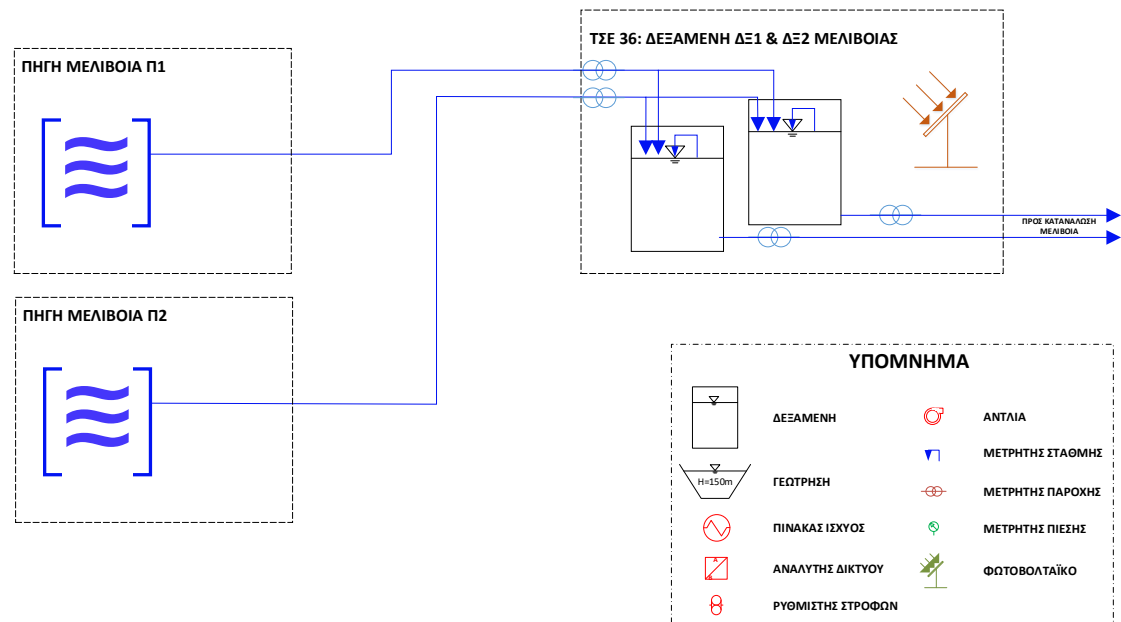 ΠΗΓΗ ΜΕΛΙΒΟΙΑ Π1
ΤΣΕ 36: ΔΕΞΑΜΕΝΗ ΔΞ1 & ΔΞ2 ΜΕΛΙΒΟΙΑΣ
ΠΡΟΣ ΚΑΤΑΝΑΛΩΣΗ
ΜΕΛΙΒΟΙΑ
ΠΗΓΗ ΜΕΛΙΒΟΙΑ Π2
ΥΠΟΜΝΗΜΑ
ΔΕΞΑΜΕΝΗ
ΑΝΤΛΙΑ
ΜΕΤΡΗΤΗΣ ΣΤΑΘΜΗΣ
H=150m
ΓΕΩΤΡΗΣΗ
ΜΕΤΡΗΤΗΣ ΠΑΡΟΧΗΣ
ΠΙΝΑΚΑΣ ΙΣΧΥΟΣ
ΜΕΤΡΗΤΗΣ ΠΙΕΣΗΣ
A
B
ΑΝΑΛΥΤΗΣ ΔΙΚΤΥΟΥ
ΦΩΤΟΒΟΛΤΑΪΚΟ
ΡΥΘΜΙΣΤΗΣ ΣΤΡΟΦΩΝ